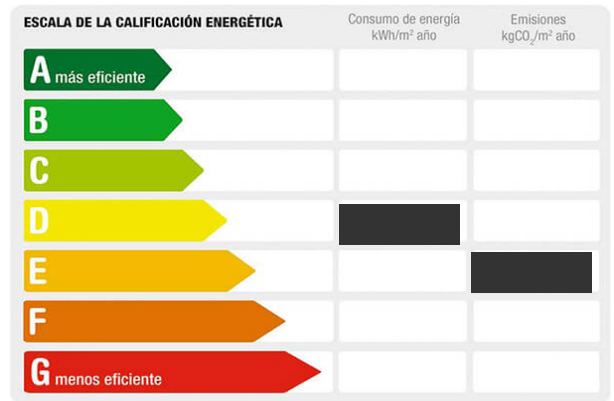 ESCALA DE LA CALIFICACIÓN ENERGÉTICA
Consumo de energía
kWh/m² año
Emisiones
kgCO₂/m² año
A más eficiente
B
C
D
E
F
G menos eficiente